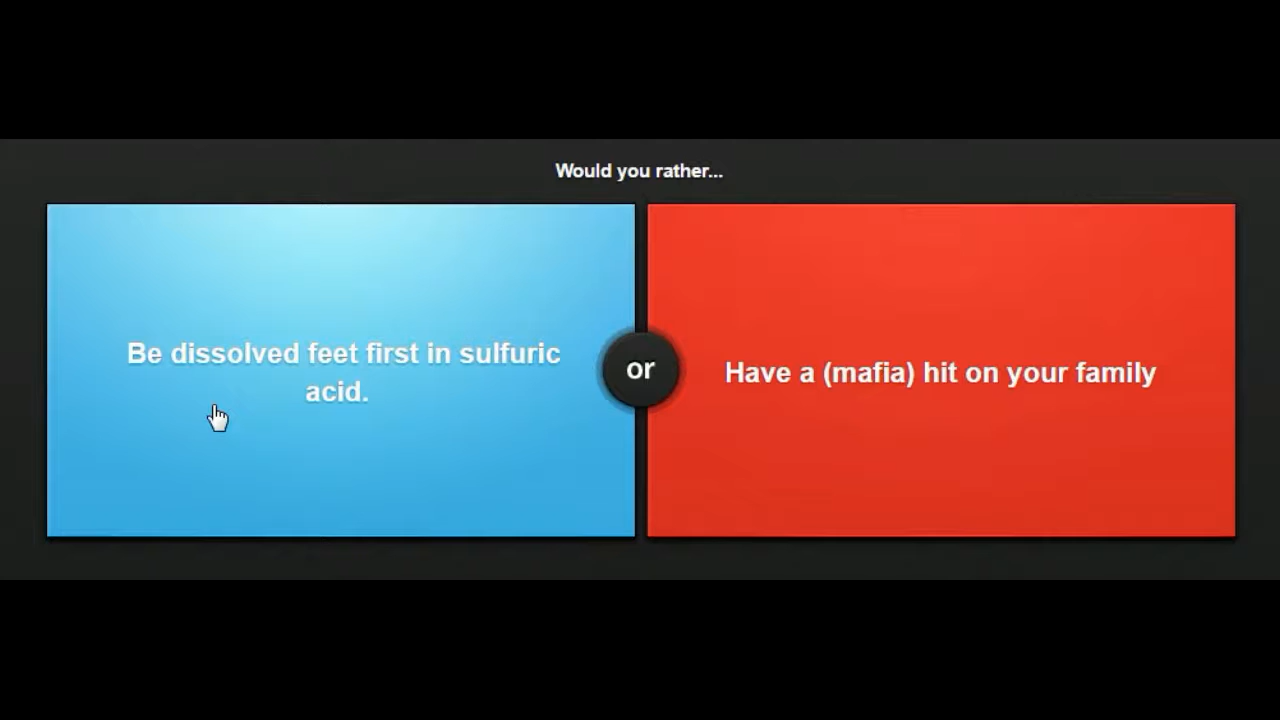 Would you rather...
Be dissolved feet first in sulfuric
acid.
or
Have a (mafia) hit on your family